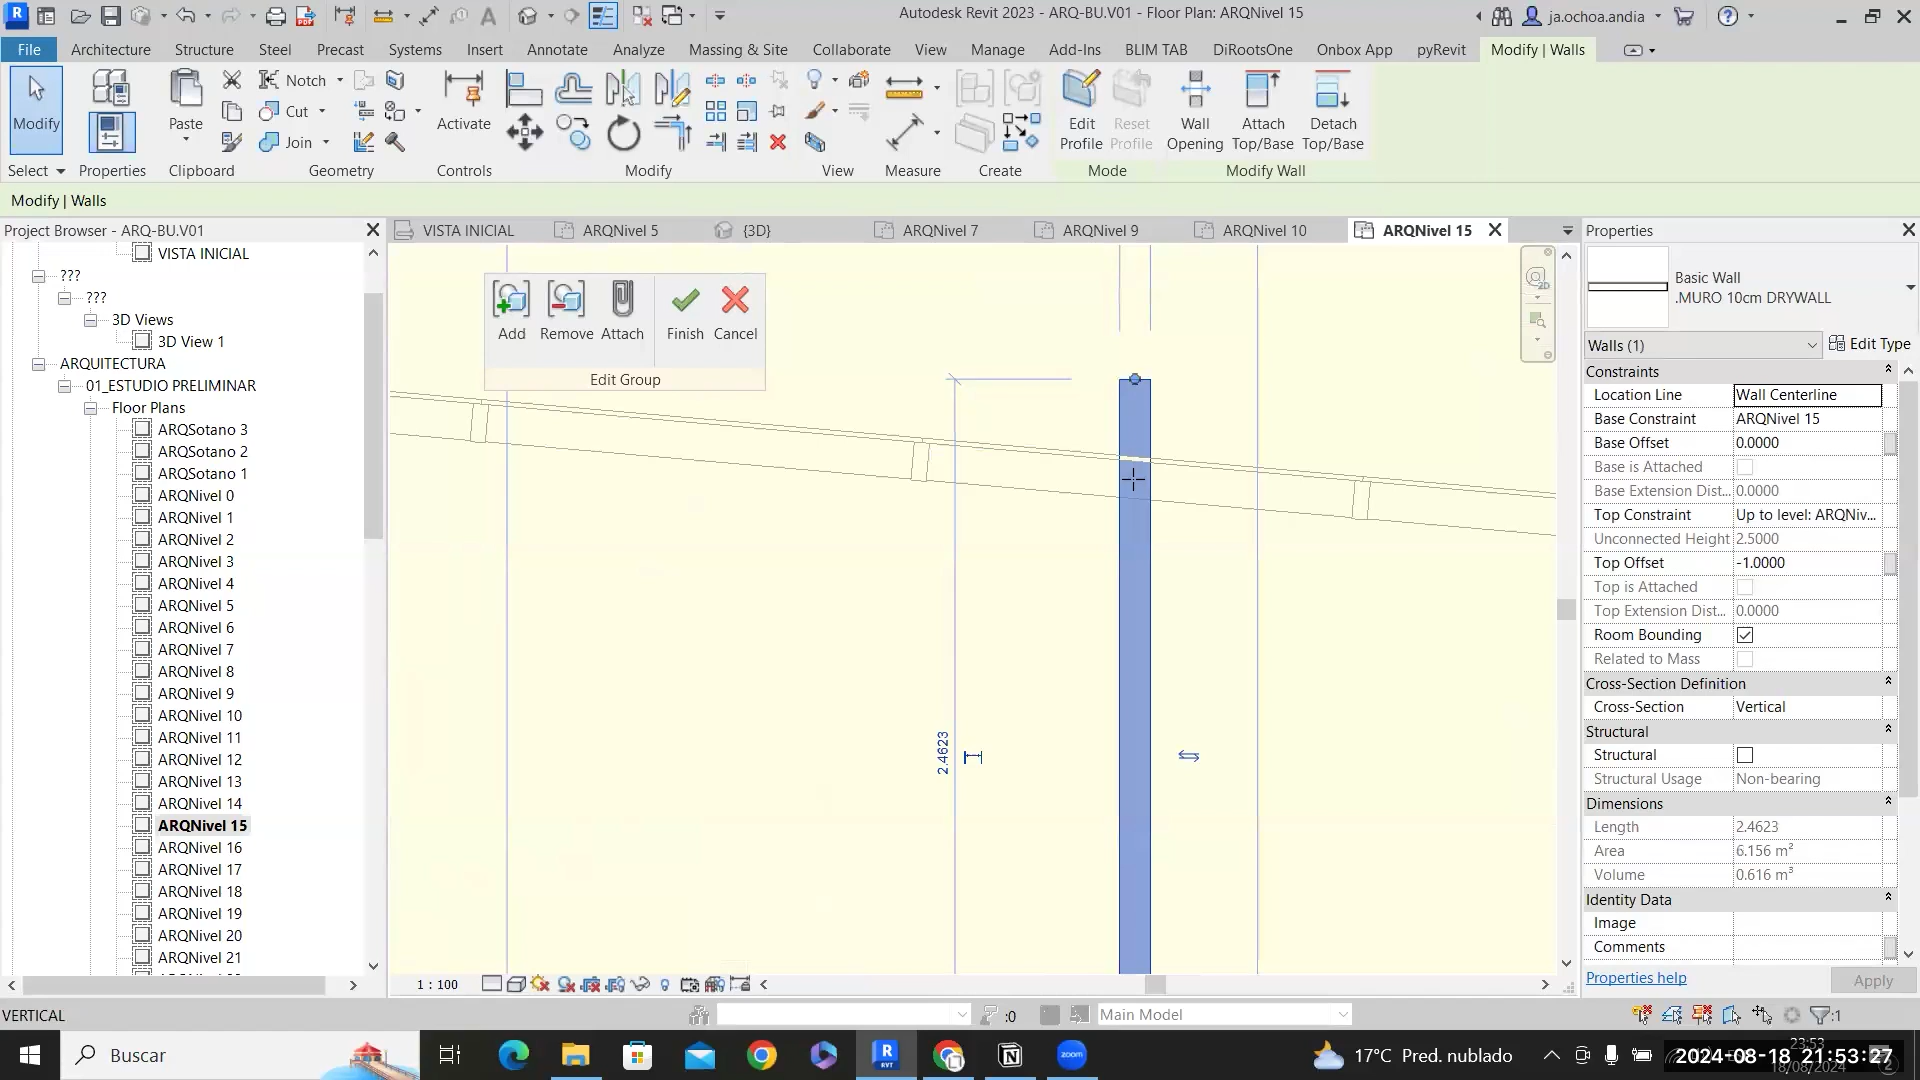 Autodesk Revit 2023 - ARQ-BU.V01 - Floor Plan: ARQNivel 15
ja.ochoa.andia
File Architecture Structure Steel Precast Systems Insert Annotate Analyze Massing & Site Collaborate View Manage Add-Ins BLIM TAB DiRootsOne Onbox App pyRevit Modify | Walls
Modify
Paste
Notch
Cut
Join
Activate
Edit Profile
Reset Profile
Wall Opening
Attach Top/Base
Detach Top/Base
Select Properties Clipboard Geometry Controls Modify View Measure Create Mode Modify Wall
Modify | Walls
Project Browser - ARQ-BU.V01
VISTA INICIAL
???
???
3D Views
3D View 1
ARQUITECTURA
01_ESTUDIO PRELIMINAR
Floor Plans
ARQSotano 3
ARQSotano 2
ARQSotano 1
ARQNivel 0
ARQNivel 1
ARQNivel 2
ARQNivel 3
ARQNivel 4
ARQNivel 5
ARQNivel 6
ARQNivel 7
ARQNivel 8
ARQNivel 9
ARQNivel 10
ARQNivel 11
ARQNivel 12
ARQNivel 13
ARQNivel 14
ARQNivel 15
ARQNivel 16
ARQNivel 17
ARQNivel 18
ARQNivel 19
ARQNivel 20
ARQNivel 21
VISTA INICIAL ARQNivel 5 {3D} ARQNivel 7 ARQNivel 9 ARQNivel 10 ARQNivel 15
Add Remove Attach Finish Cancel
Edit Group
2.4623
2D
Properties
Basic Wall
.MURO 10cm DRYWALL
Walls (1) Edit Type
Constraints
Location Line Wall Centerline
Base Constraint ARQNivel 15
Base Offset 0.0000
Base is Attached
Base Extension Dist... 0.0000
Top Constraint Up to level: ARQNiv...
Unconnected Height 2.5000
Top Offset -1.0000
Top is Attached
Top Extension Dist... 0.0000
Room Bounding
Related to Mass
Cross-Section Definition
Cross-Section Vertical
Structural
Structural
Structural Usage Non-bearing
Dimensions
Length 2.4623
Area 6.156 m²
Volume 0.616 m³
Identity Data
Image
Comments
Properties help Apply
1 : 100
VERTICAL :0 Main Model :1
Buscar
R
RVT
zoom
17°C Pred. nublado
23:53
18/08/2024
2024-08-18 21:53:27